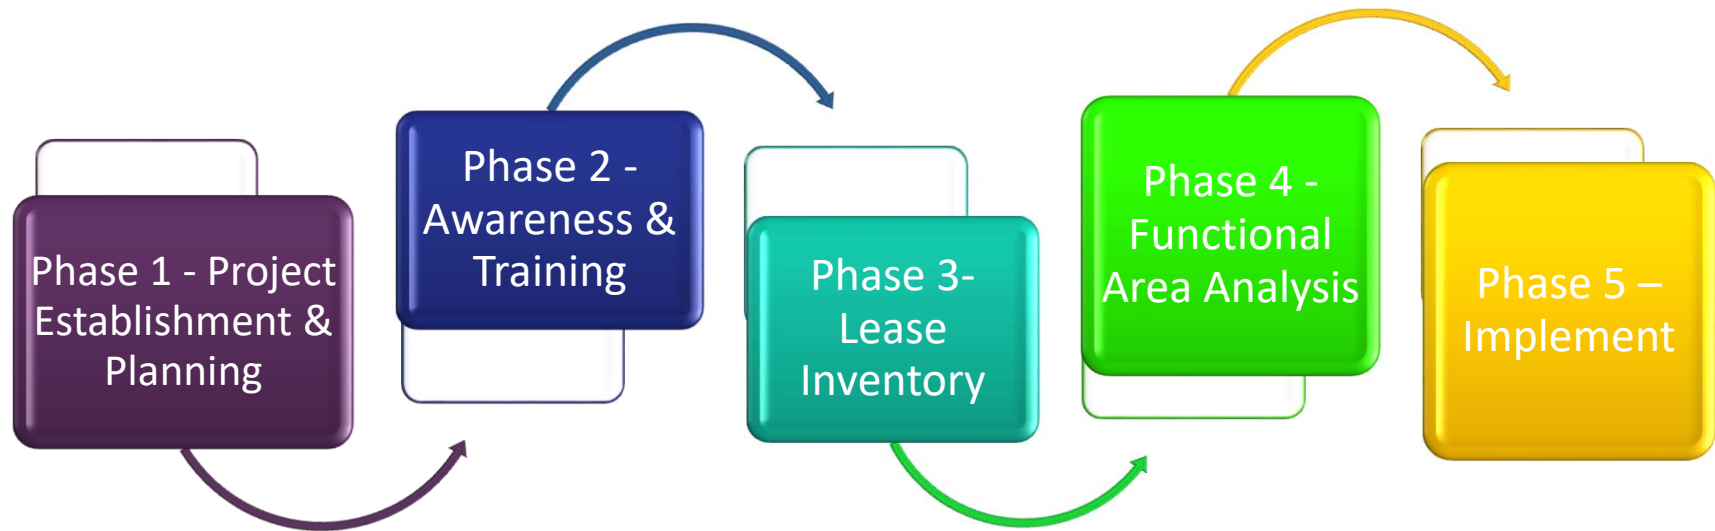 Phase 1 - Project
Establishment &
Planning
Phase 2 -
Awareness &
Training
Phase 3-
Lease
Inventory
Phase 4 -
Functional
Area Analysis
Phase 5 –
Implement